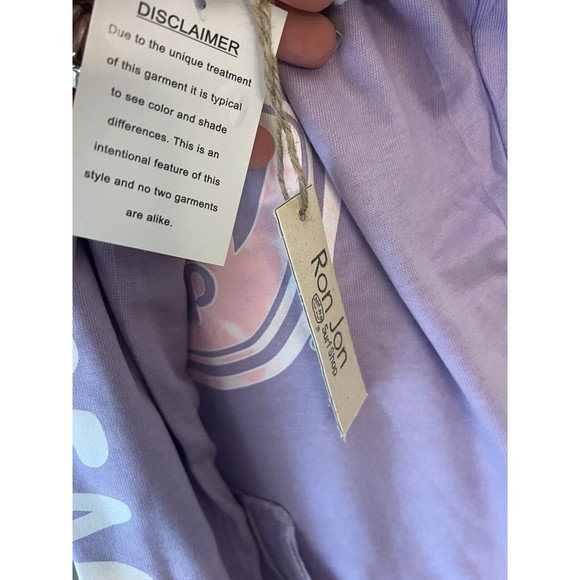 DISCLAIMER
Due to the unique treatment
of this garment it is typical
to see color and shade
differences. This is an
intentional feature of this
style and no two garments
are alike.
Ron Jon
Surf Shop